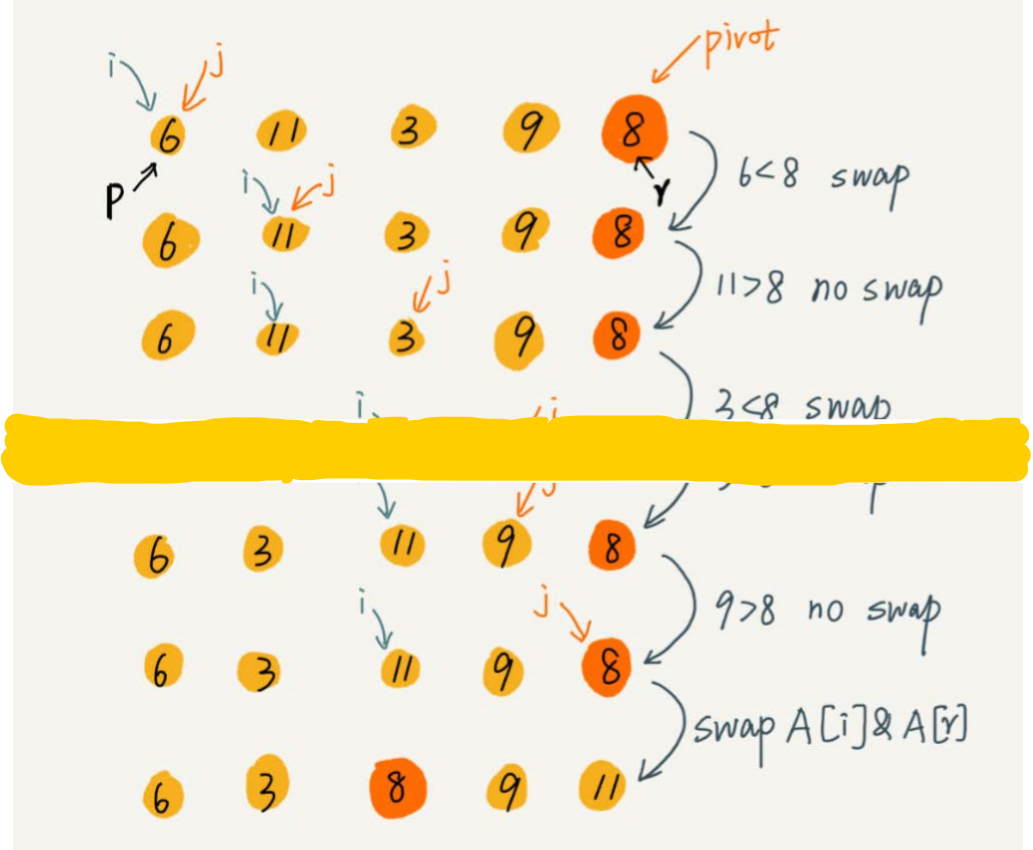 i j pivot
6 11 3 9 8
p r 6<8 swap
i j
6 11 3 9 8
11>8 no swap
i j
6 11 3 9 8
i j 3<8 swap
6 3 11 9 8
9>8 no swap
i j
6 3 11 9 8
swap A[i]&A[r]
6 3 8 9 11